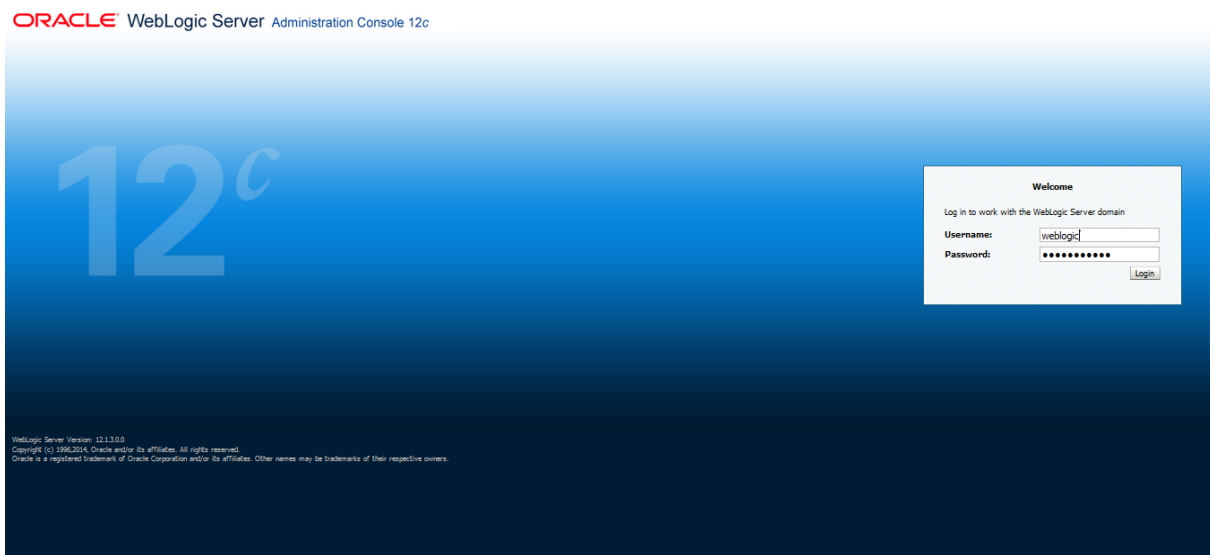 ORACLE WebLogic Server Administration Console 12c
12c
Welcome
Log in to work with the WebLogic Server domain
Username: weblogic
Password: •••••••••••
Login
WebLogic Server Version: 12.1.3.0.0
Copyright (c) 1996,2014, Oracle and/or its affiliates. All rights reserved.
Oracle is a registered trademark of Oracle Corporation and/or its affiliates. Other names may be trademarks of their respective owners.